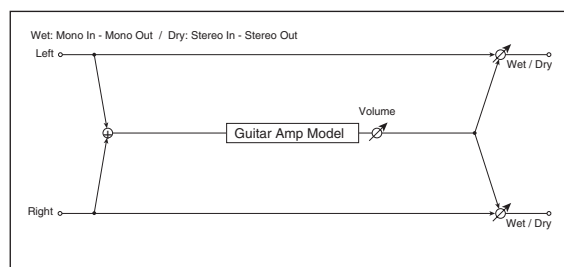 Wet: Mono In - Mono Out / Dry: Stereo In - Stereo Out
Left
Wet / Dry
Volume
Guitar Amp Model
Right
Wet / Dry